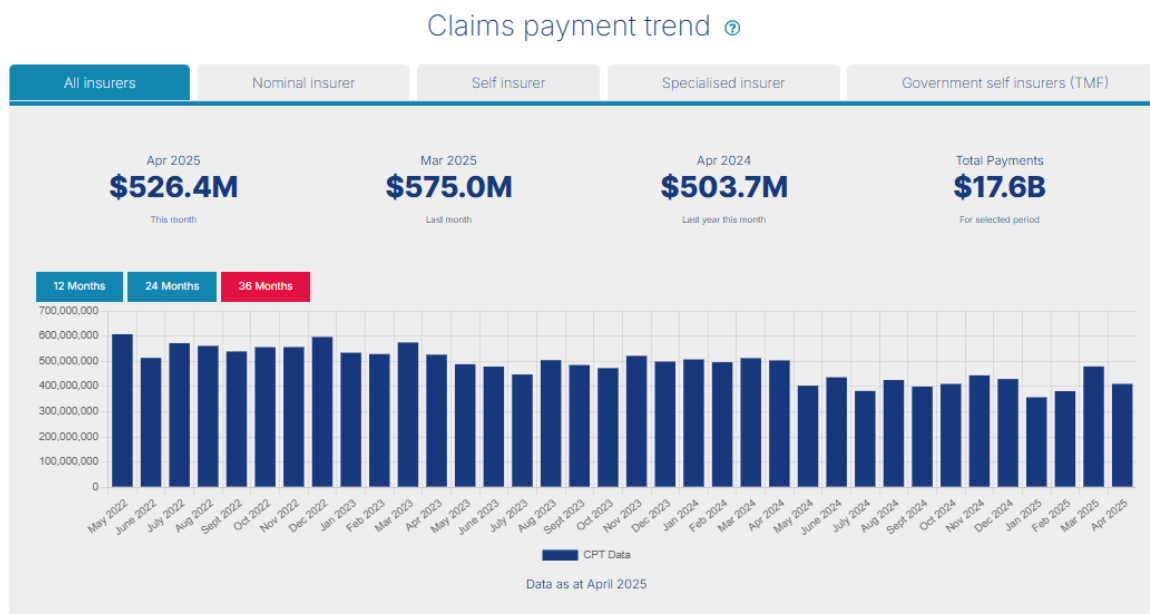 Claims payment trend ?
All insurers Nominal insurer Self insurer Specialised insurer Government self insurers (TMF)
Apr 2025 Mar 2025 Apr 2024 Total Payments
$526.4M $575.0M $503.7M $17.6B
This month Last month Last year this month For selected period
12 Months 24 Months 36 Months
700,000,000
600,000,000
500,000,000
400,000,000
300,000,000
200,000,000
100,000,000
0
May 2022 June 2022 July 2022 Aug 2022 Sept 2022 Oct 2022 Nov 2022 Dec 2022 Jan 2023 Feb 2023 Mar 2023 Apr 2023 May 2023 June 2023 July 2023 Aug 2023 Sept 2023 Oct 2023 Nov 2023 Dec 2023 Jan 2024 Feb 2024 Mar 2024 Apr 2024 May 2024 June 2024 July 2024 Aug 2024 Sept 2024 Oct 2024 Nov 2024 Dec 2024 Jan 2025 Feb 2025 Mar 2025 Apr 2025
CPT Data
Data as at April 2025